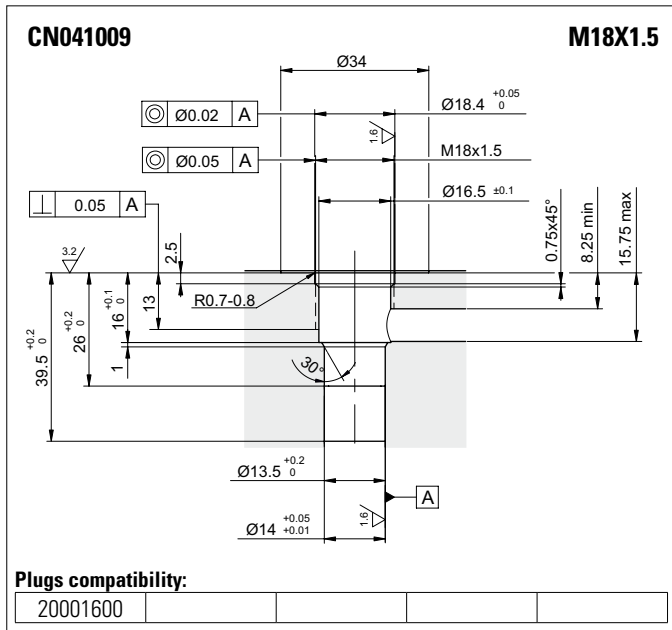 CN041009 M18X1.5
Ø34
◎ Ø0.02 A
Ø18.4 +0.05 0
1.6
◎ Ø0.05 A
M18x1.5
Ø16.5 ±0.1
⊥ 0.05 A
3.2
2.5
0.75x45°
8.25 min
15.75 max
R0.7-0.8
13
16 +0.1 0
26 +0.2 0
39.5 +0.2 0
1
30°
Ø13.5 +0.2 0
A
1.6
Ø14 +0.05 +0.01
Plugs compatibility:
20001600